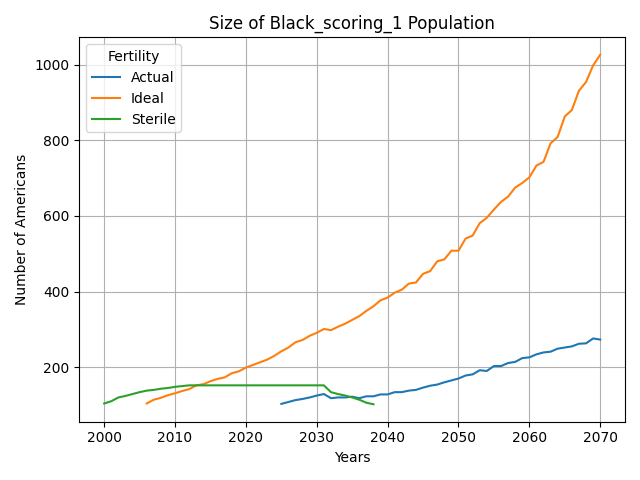 Size of Black_scoring_1 Population
Fertility
Actual
Ideal
Sterile
Number of Americans
1000
800
600
400
200
2000 2010 2020 2030 2040 2050 2060 2070
Years